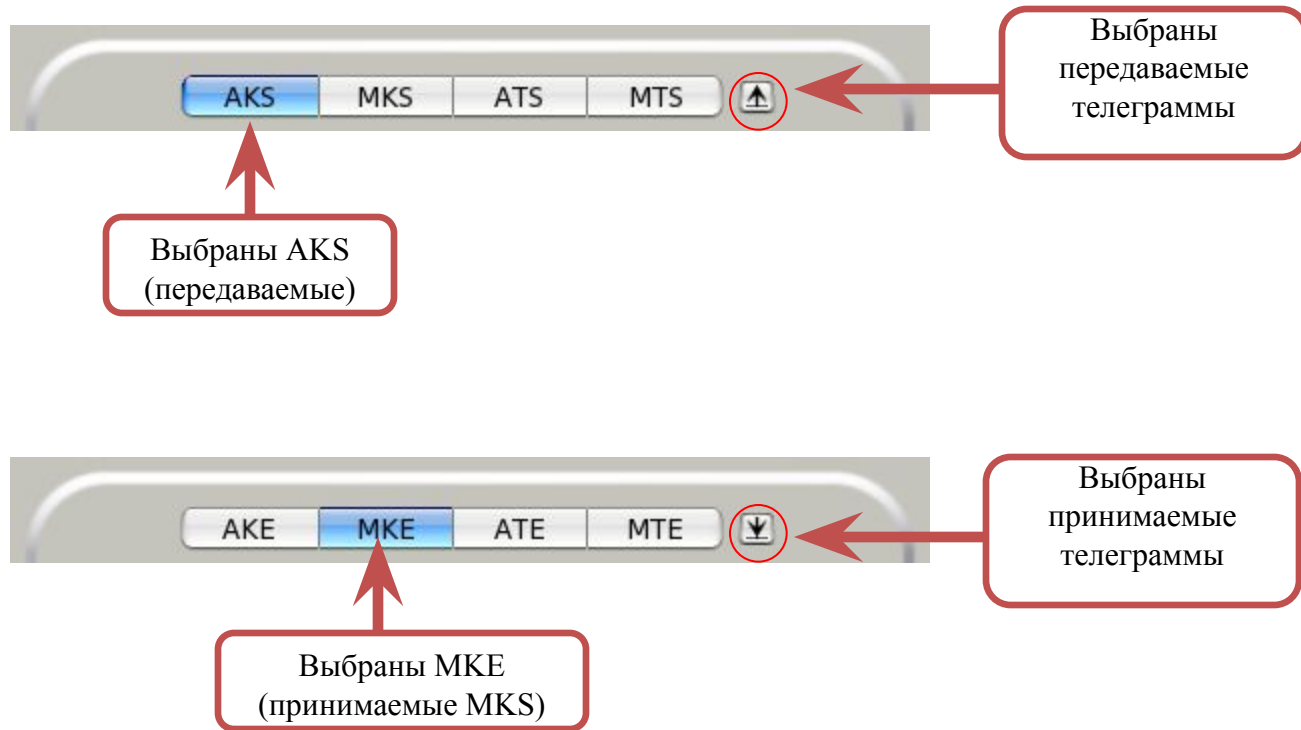 Выбраны
передаваемые
телеграммы
AKS MKS ATS MTS
Выбраны AKS
(передаваемые)
Выбраны
принимаемые
телеграммы
AKE MKE ATE MTE
Выбраны MKE
(принимаемые MKS)